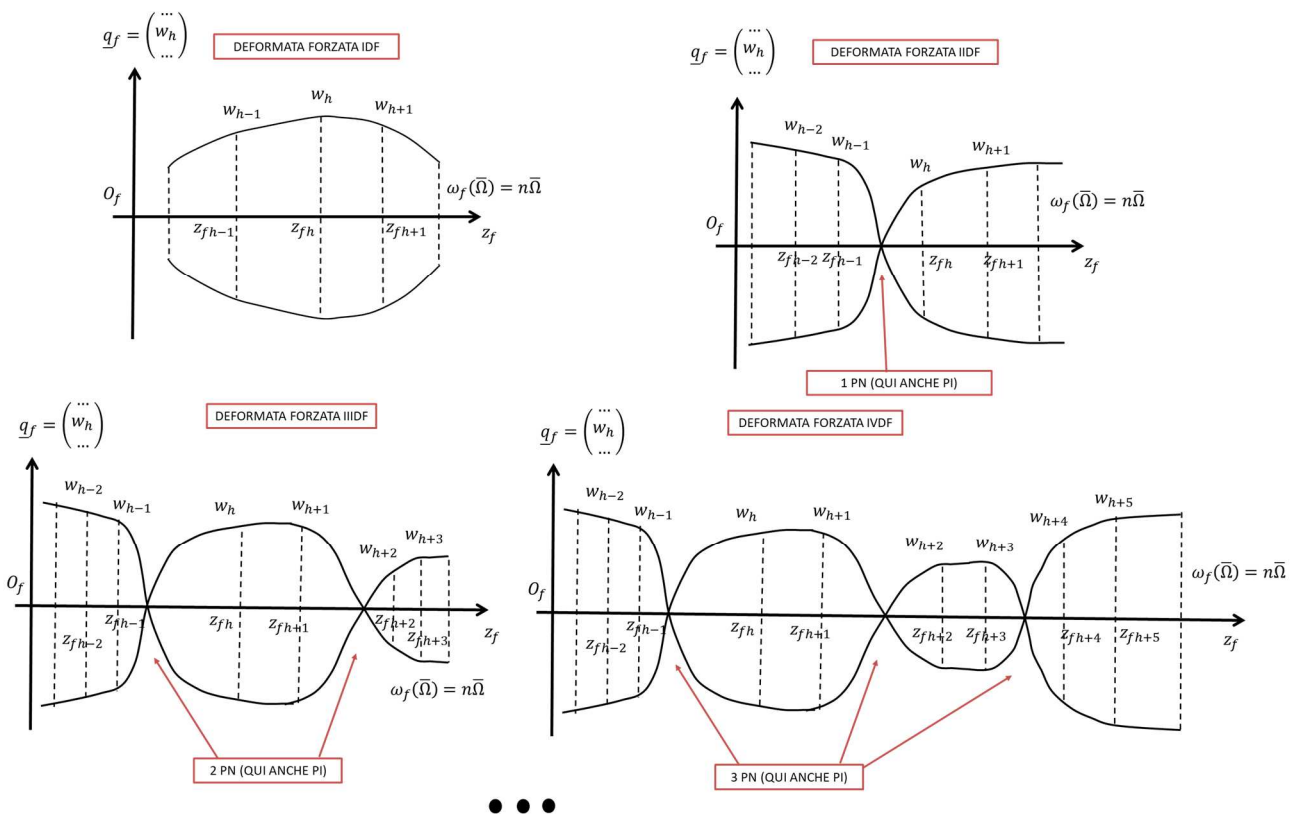 q_f = (... w_h ...)
DEFORMATA FORZATA IDF
w_{h-1} w_h w_{h+1}
O_f
ω_f(Ω̅) = nΩ̅
z_{fh-1} z_{fh} z_{fh+1} z_f
q_f = (... w_h ...)
DEFORMATA FORZATA IIDF
w_{h-2} w_{h-1} w_h w_{h+1}
ω_f(Ω̅) = nΩ̅
O_f
z_{fh-2} z_{fh-1} z_{fh} z_{fh+1} z_f
1 PN (QUI ANCHE PI)
q_f = (... w_h ...)
DEFORMATA FORZATA IIIDF
w_{h-2} w_{h-1} w_h w_{h+1} w_{h+2} w_{h+3}
O_f
z_{fh-2} z_{fh-1} z_{fh} z_{fh+1} z_{fh+2} z_{fh+3} z_f
ω_f(Ω̅) = nΩ̅
2 PN (QUI ANCHE PI)
q_f = (... w_h ...)
DEFORMATA FORZATA IVDF
w_{h-2} w_{h-1} w_h w_{h+1} w_{h+2} w_{h+3} w_{h+4} w_{h+5}
O_f
ω_f(Ω̅) = nΩ̅
z_{fh-2} z_{fh-1} z_{fh} z_{fh+1} z_{fh+2} z_{fh+3} z_{fh+4} z_{fh+5} z_f
3 PN (QUI ANCHE PI)
...